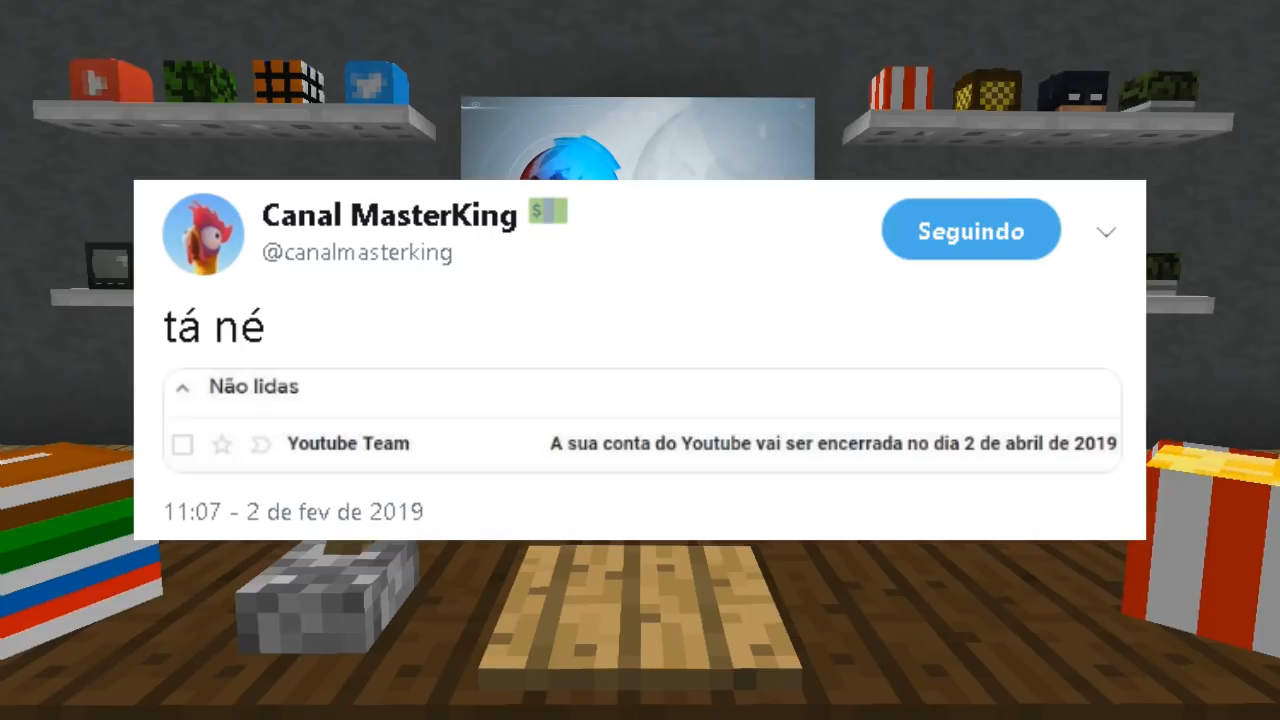 Canal MasterKing
@canalmasterking
Seguindo
tá né
Não lidas
Youtube Team A sua conta do Youtube vai ser encerrada no dia 2 de abril de 2019
11:07 - 2 de fev de 2019